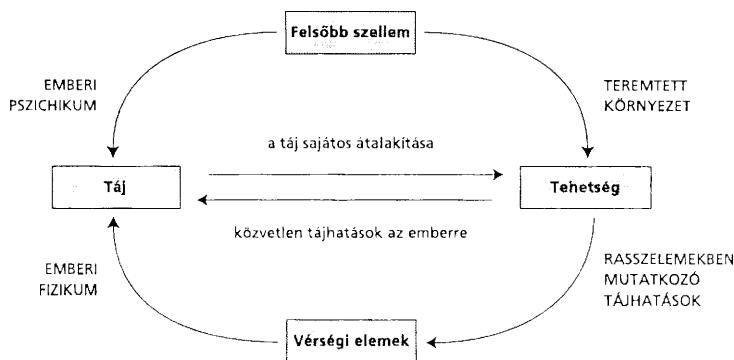 Felsőbb szellem
EMBERI
PSZICHIKUM
TEREMTETT
KÖRNYEZET
a táj sajátos átalakítása
Táj
Tehetség
közvetlen tájhatások az emberre
EMBERI
FIZIKUM
RASSZELEMEKBEN
MUTATKOZÓ
TÁJHATÁSOK
Vérségi elemek